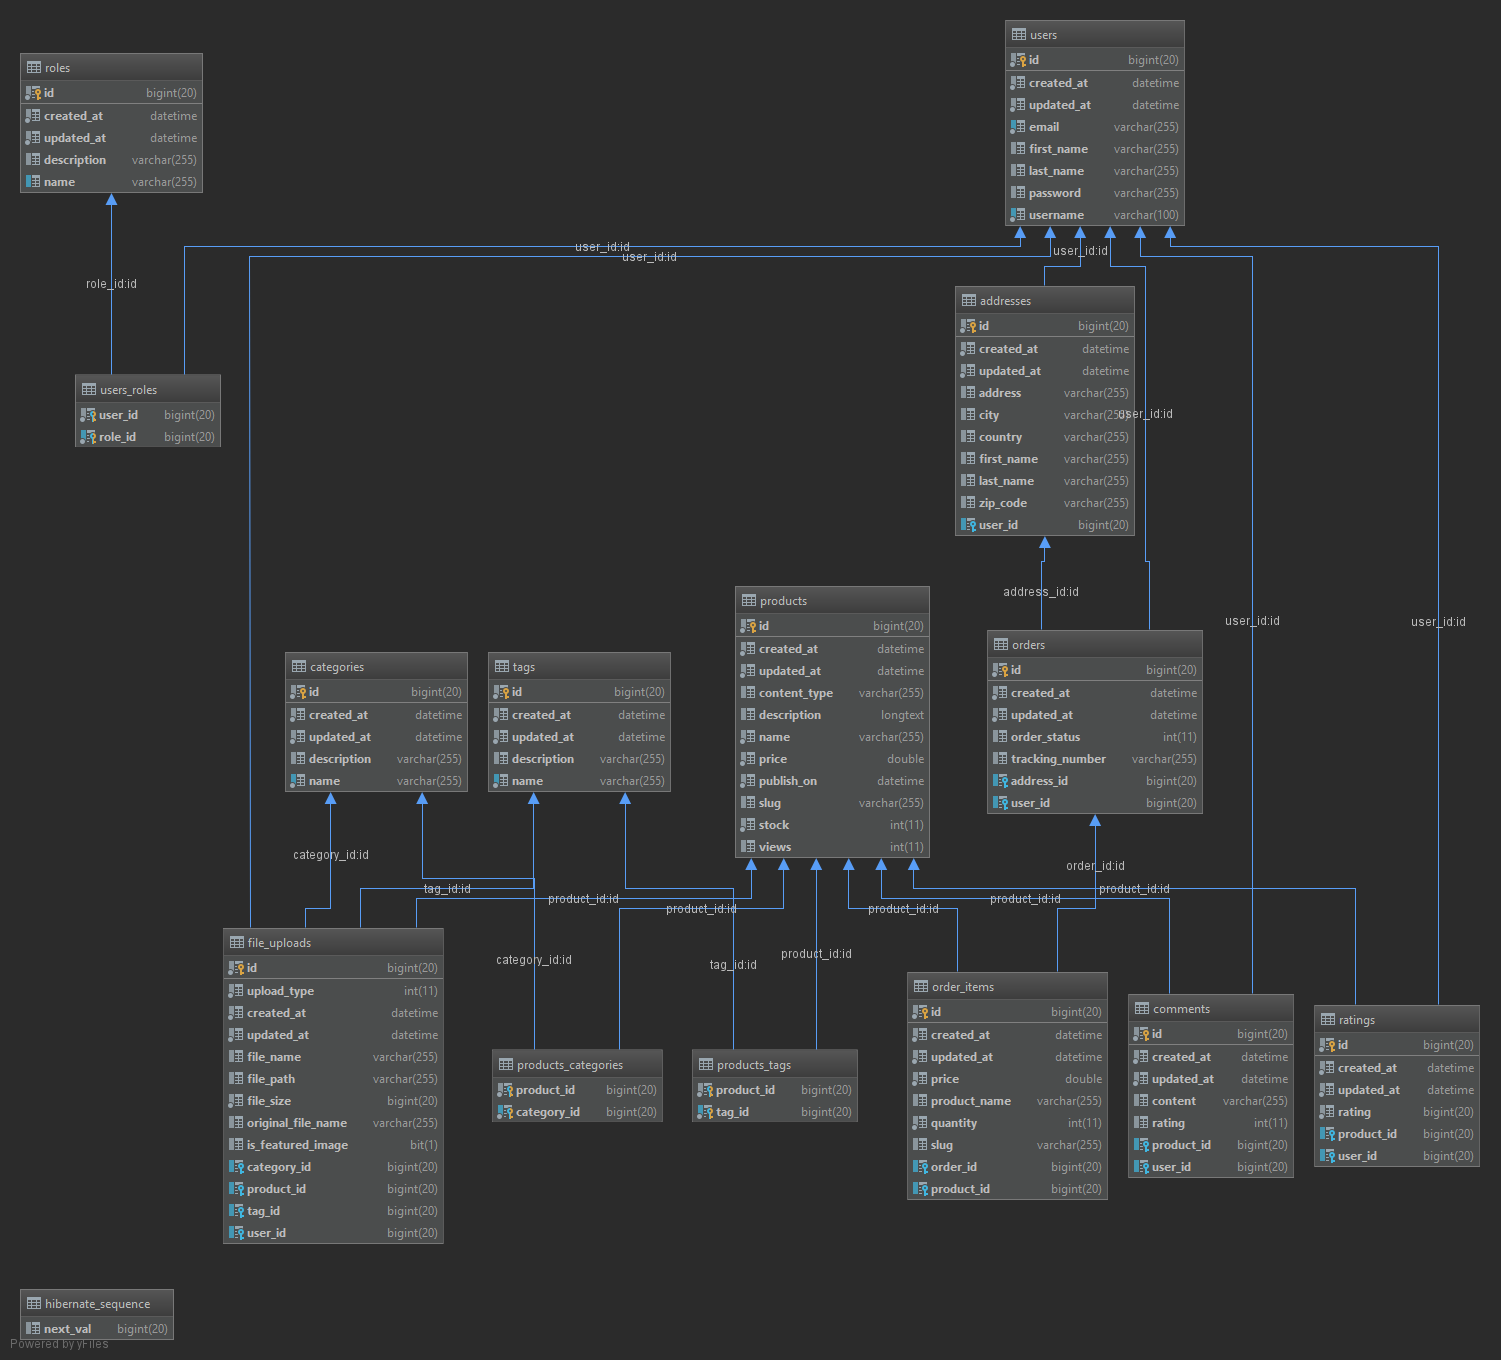 users
id bigint(20)
created_at datetime
updated_at datetime
email varchar(255)
first_name varchar(255)
last_name varchar(255)
password varchar(255)
username varchar(100)
roles
id bigint(20)
created_at datetime
updated_at datetime
description varchar(255)
name varchar(255)
user_id:id
user_id:id
user_id:id
role_id:id
addresses
id bigint(20)
created_at datetime
updated_at datetime
address varchar(255)
city varchar(255)
country varchar(255)
first_name varchar(255)
last_name varchar(255)
zip_code varchar(255)
user_id bigint(20)
user_id:id
users_roles
user_id bigint(20)
role_id bigint(20)
address_id:id
user_id:id
user_id:id
products
id bigint(20)
created_at datetime
updated_at datetime
content_type varchar(255)
description longtext
name varchar(255)
price double
publish_on datetime
slug varchar(255)
stock int(11)
views int(11)
orders
id bigint(20)
created_at datetime
updated_at datetime
order_status int(11)
tracking_number varchar(255)
address_id bigint(20)
user_id bigint(20)
categories
id bigint(20)
created_at datetime
updated_at datetime
description varchar(255)
name varchar(255)
tags
id bigint(20)
created_at datetime
updated_at datetime
description varchar(255)
name varchar(255)
category_id:id
order_id:id
tag_id:id
product_id:id
product_id:id
product_id:id
product_id:id
product_id:id
category_id:id
tag_id:id
product_id:id
file_uploads
id bigint(20)
upload_type int(11)
created_at datetime
updated_at datetime
file_name varchar(255)
file_path varchar(255)
file_size bigint(20)
original_file_name varchar(255)
is_featured_image bit(1)
category_id bigint(20)
product_id bigint(20)
tag_id bigint(20)
user_id bigint(20)
products_categories
product_id bigint(20)
category_id bigint(20)
products_tags
product_id bigint(20)
tag_id bigint(20)
order_items
id bigint(20)
created_at datetime
updated_at datetime
price double
product_name varchar(255)
quantity int(11)
slug varchar(255)
order_id bigint(20)
product_id bigint(20)
comments
id bigint(20)
created_at datetime
updated_at datetime
content varchar(255)
rating int(11)
product_id bigint(20)
user_id bigint(20)
ratings
id bigint(20)
created_at datetime
updated_at datetime
rating bigint(20)
product_id bigint(20)
user_id bigint(20)
hibernate_sequence
next_val bigint(20)
Powered by yFiles